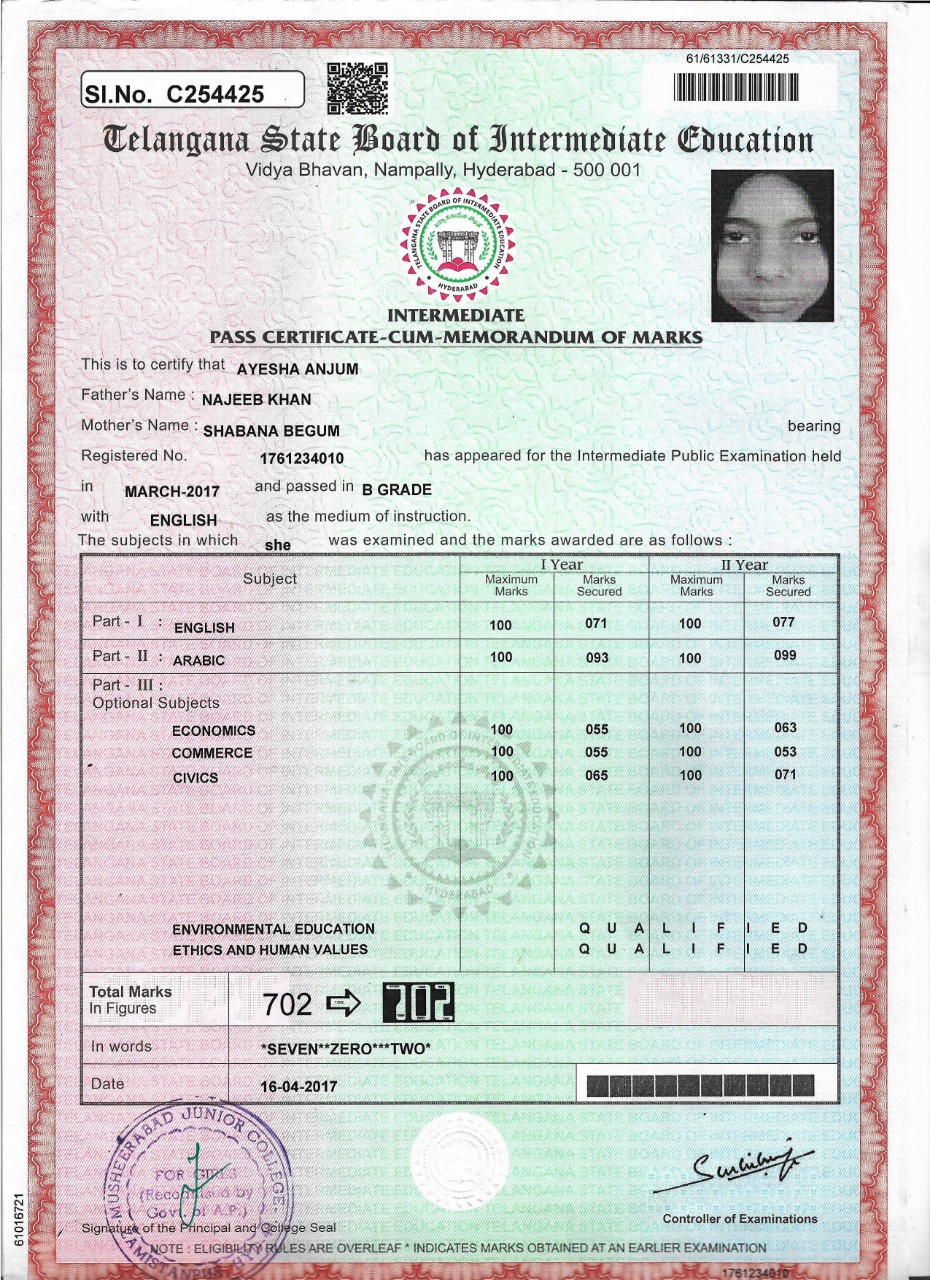 61/61331/C254425
Sl.No. C254425
Telangana State Board of Intermediate Education
Vidya Bhavan, Nampally, Hyderabad - 500 001
TELANGANA STATE BOARD OF INTERMEDIATE EDUCATION
HYDERABAD
INTERMEDIATE
PASS CERTIFICATE-CUM-MEMORANDUM OF MARKS
This is to certify that AYESHA ANJUM
Father's Name : NAJEEB KHAN
Mother's Name : SHABANA BEGUM bearing
Registered No. 1761234010 has appeared for the Intermediate Public Examination held
in MARCH-2017 and passed in B GRADE
with ENGLISH as the medium of instruction.
The subjects in which she was examined and the marks awarded are as follows :
Subject I Year II Year
Maximum Marks Marks Secured Maximum Marks Marks Secured
Part - I : ENGLISH 100 071 100 077
Part - II : ARABIC 100 093 100 099
Part - III :
Optional Subjects
ECONOMICS 100 055 100 063
COMMERCE 100 055 100 053
CIVICS 100 065 100 071
ENVIRONMENTAL EDUCATION Q U A L I F I E D
ETHICS AND HUMAN VALUES Q U A L I F I E D
Total Marks
In Figures 702 702
In words *SEVEN**ZERO***TWO*
Date 16-04-2017
MUSHEERABAD JUNIOR COLLEGE
FOR GIRLS
(Recognised by
Govt. of A.P.)
Signature of the Principal and College Seal
Controller of Examinations
NOTE : ELIGIBILITY RULES ARE OVERLEAF * INDICATES MARKS OBTAINED AT AN EARLIER EXAMINATION
61016721
1761234010